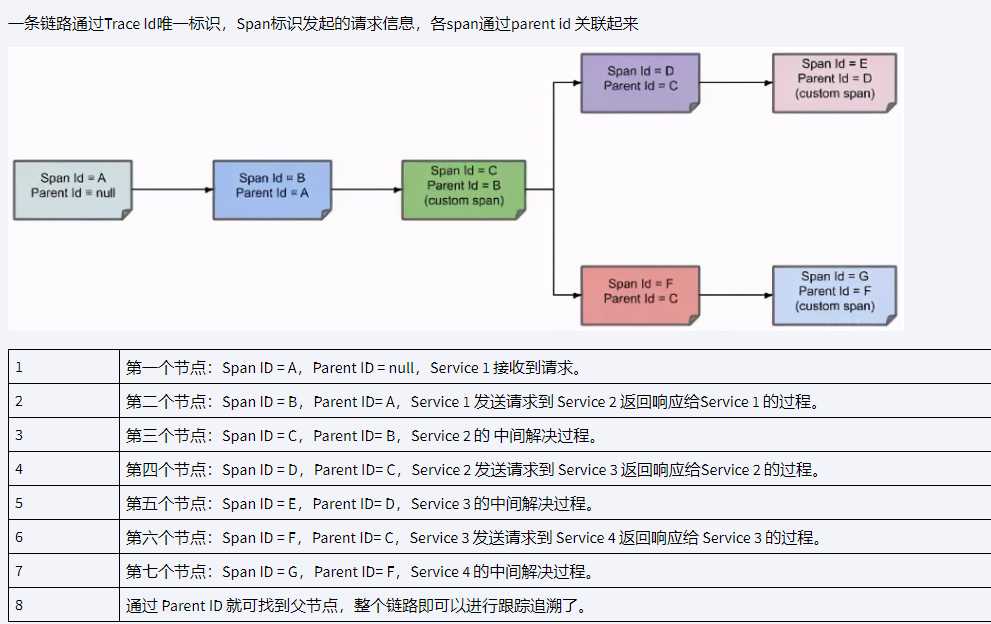 一条链路通过Trace Id唯一标识，Span标识发起的请求信息，各span通过parent id 关联起来
Span Id = A
Parent Id = null
Span Id = B
Parent Id = A
Span Id = C
Parent Id = B
(custom span)
Span Id = D
Parent Id = C
Span Id = E
Parent Id = D
(custom span)
Span Id = F
Parent Id = C
Span Id = G
Parent Id = F
(custom span)
1 第一个节点：Span ID = A，Parent ID = null，Service 1 接收到请求。
2 第二个节点：Span ID = B，Parent ID= A，Service 1 发送请求到 Service 2 返回响应给Service 1 的过程。
3 第三个节点：Span ID = C，Parent ID= B，Service 2 的 中间解决过程。
4 第四个节点：Span ID = D，Parent ID= C，Service 2 发送请求到 Service 3 返回响应给Service 2 的过程。
5 第五个节点：Span ID = E，Parent ID= D，Service 3 的中间解决过程。
6 第六个节点：Span ID = F，Parent ID= C，Service 3 发送请求到 Service 4 返回响应给 Service 3 的过程。
7 第七个节点：Span ID = G，Parent ID= F，Service 4 的中间解决过程。
8 通过 Parent ID 就可找到父节点，整个链路即可以进行跟踪追溯了。